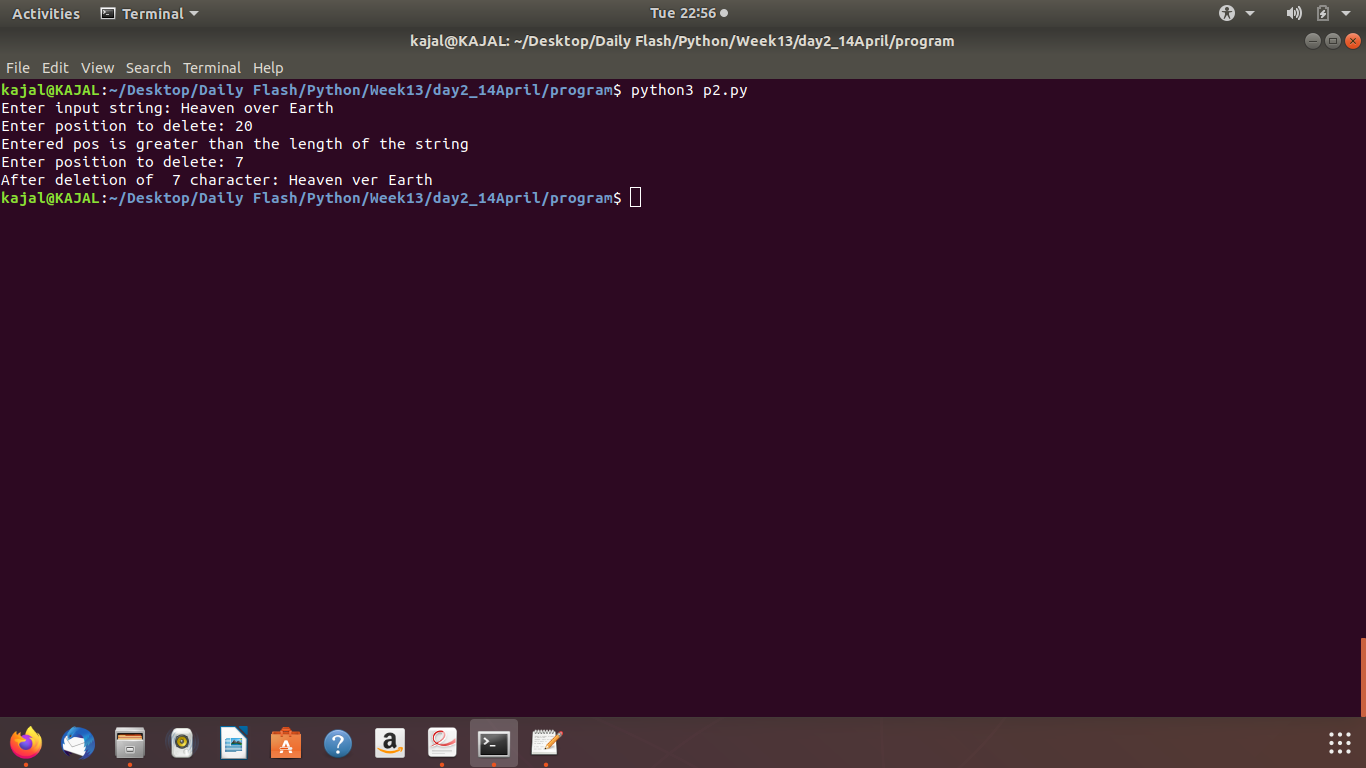 Activities Terminal Tue 22:56
kajal@KAJAL: ~/Desktop/Daily Flash/Python/Week13/day2_14April/program
File Edit View Search Terminal Help
kajal@KAJAL:~/Desktop/Daily Flash/Python/Week13/day2_14April/program$ python3 p2.py
Enter input string: Heaven over Earth
Enter position to delete: 20
Entered pos is greater than the length of the string
Enter position to delete: 7
After deletion of  7 character: Heaven ver Earth
kajal@KAJAL:~/Desktop/Daily Flash/Python/Week13/day2_14April/program$